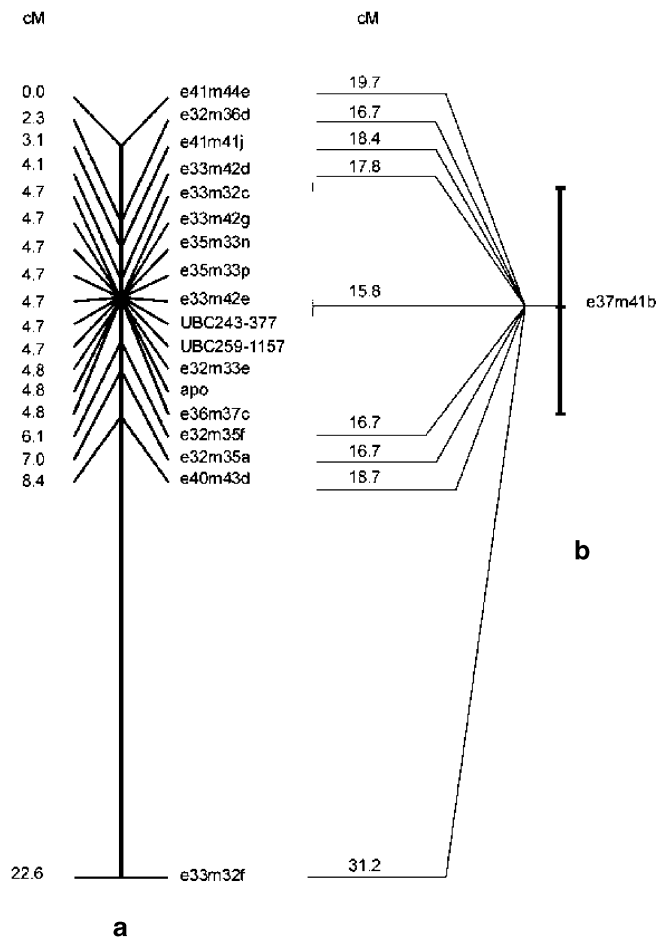 cM cM
0.0 e41m44e 19.7
2.3 e32m36d 16.7
3.1 e41m41j 18.4
4.1 e33m42d 17.8
4.7 e33m32c
4.7 e33m42g
4.7 e35m33n
4.7 e35m33p
4.7 e33m42e 15.8 e37m41b
4.7 UBC243-377
4.7 UBC259-1157
4.8 e32m33e
4.8 apo
4.8 e36m37c
6.1 e32m35f 16.7
7.0 e32m35a 16.7
8.4 e40m43d 18.7
b
22.6 e33m32f 31.2
a